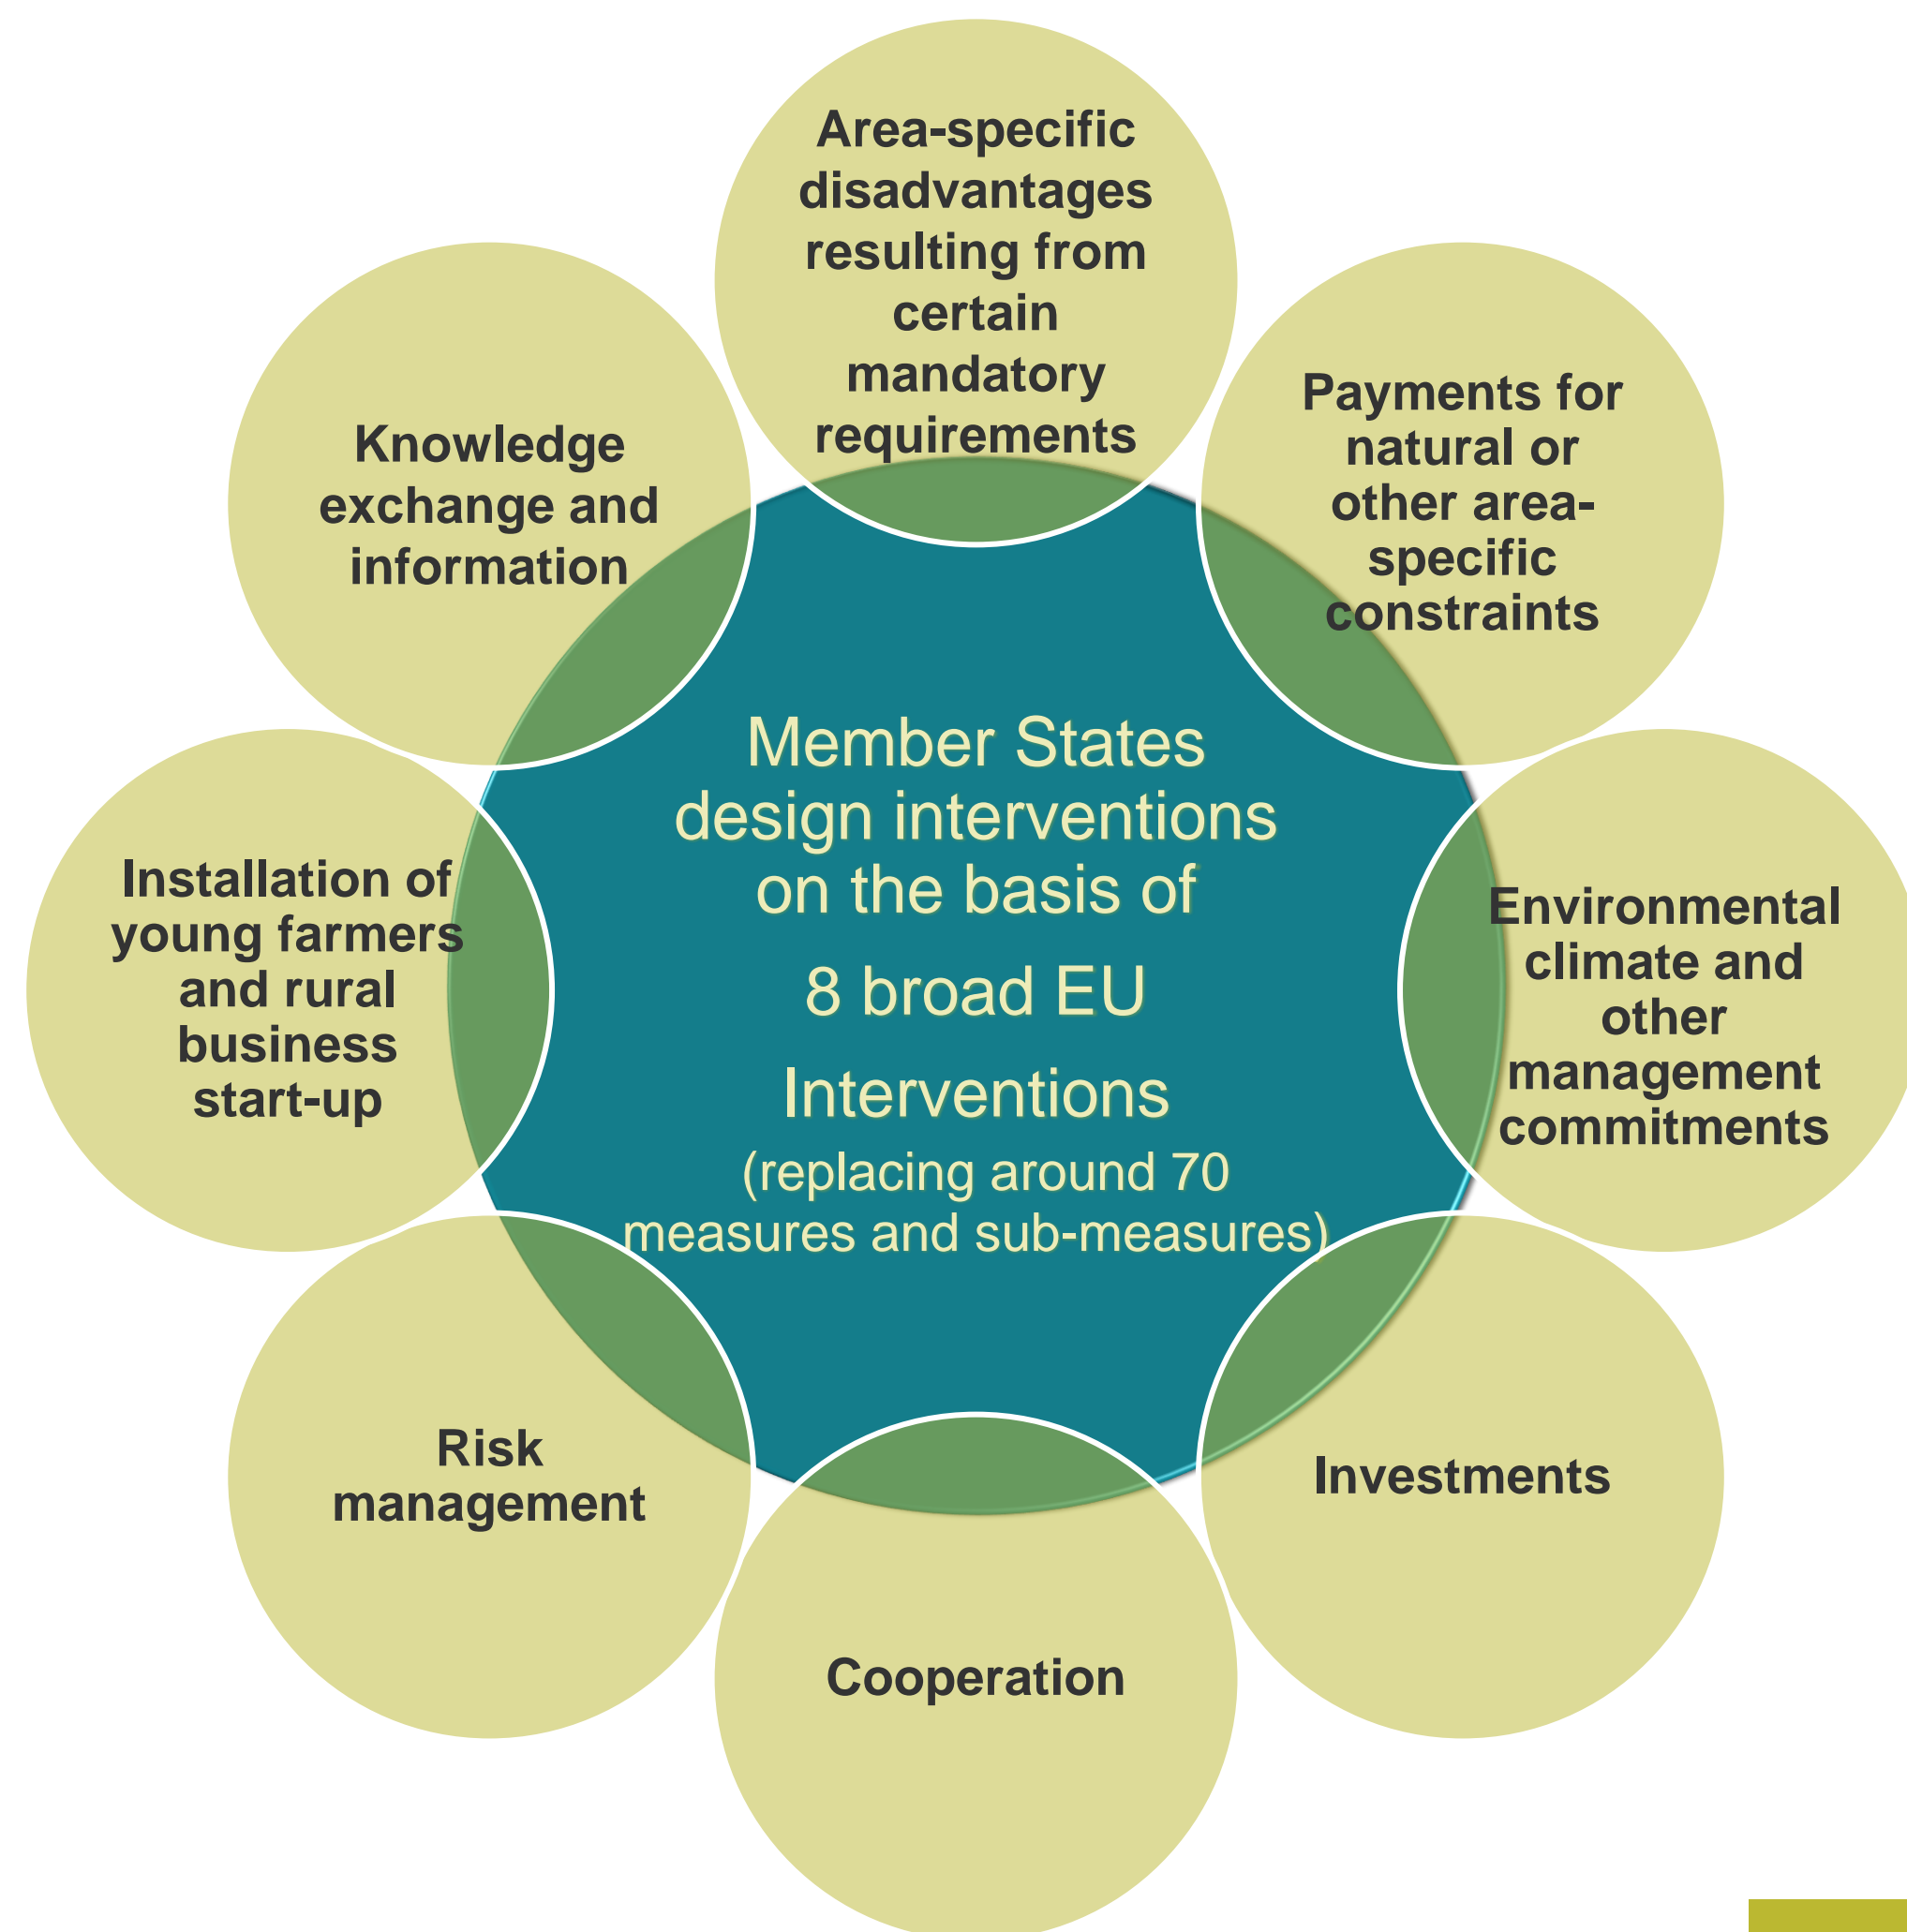 Area-specific
disadvantages
resulting from
certain
mandatory
requirements
Payments for
natural or
other area-
specific
constraints
Environmental
climate and
other
management
commitments
Investments
Cooperation
Risk
management
Installation of
young farmers
and rural
business
start-up
Knowledge
exchange and
information
Member States
design interventions
on the basis of
8 broad EU
Interventions
(replacing around 70
measures and sub-measures)